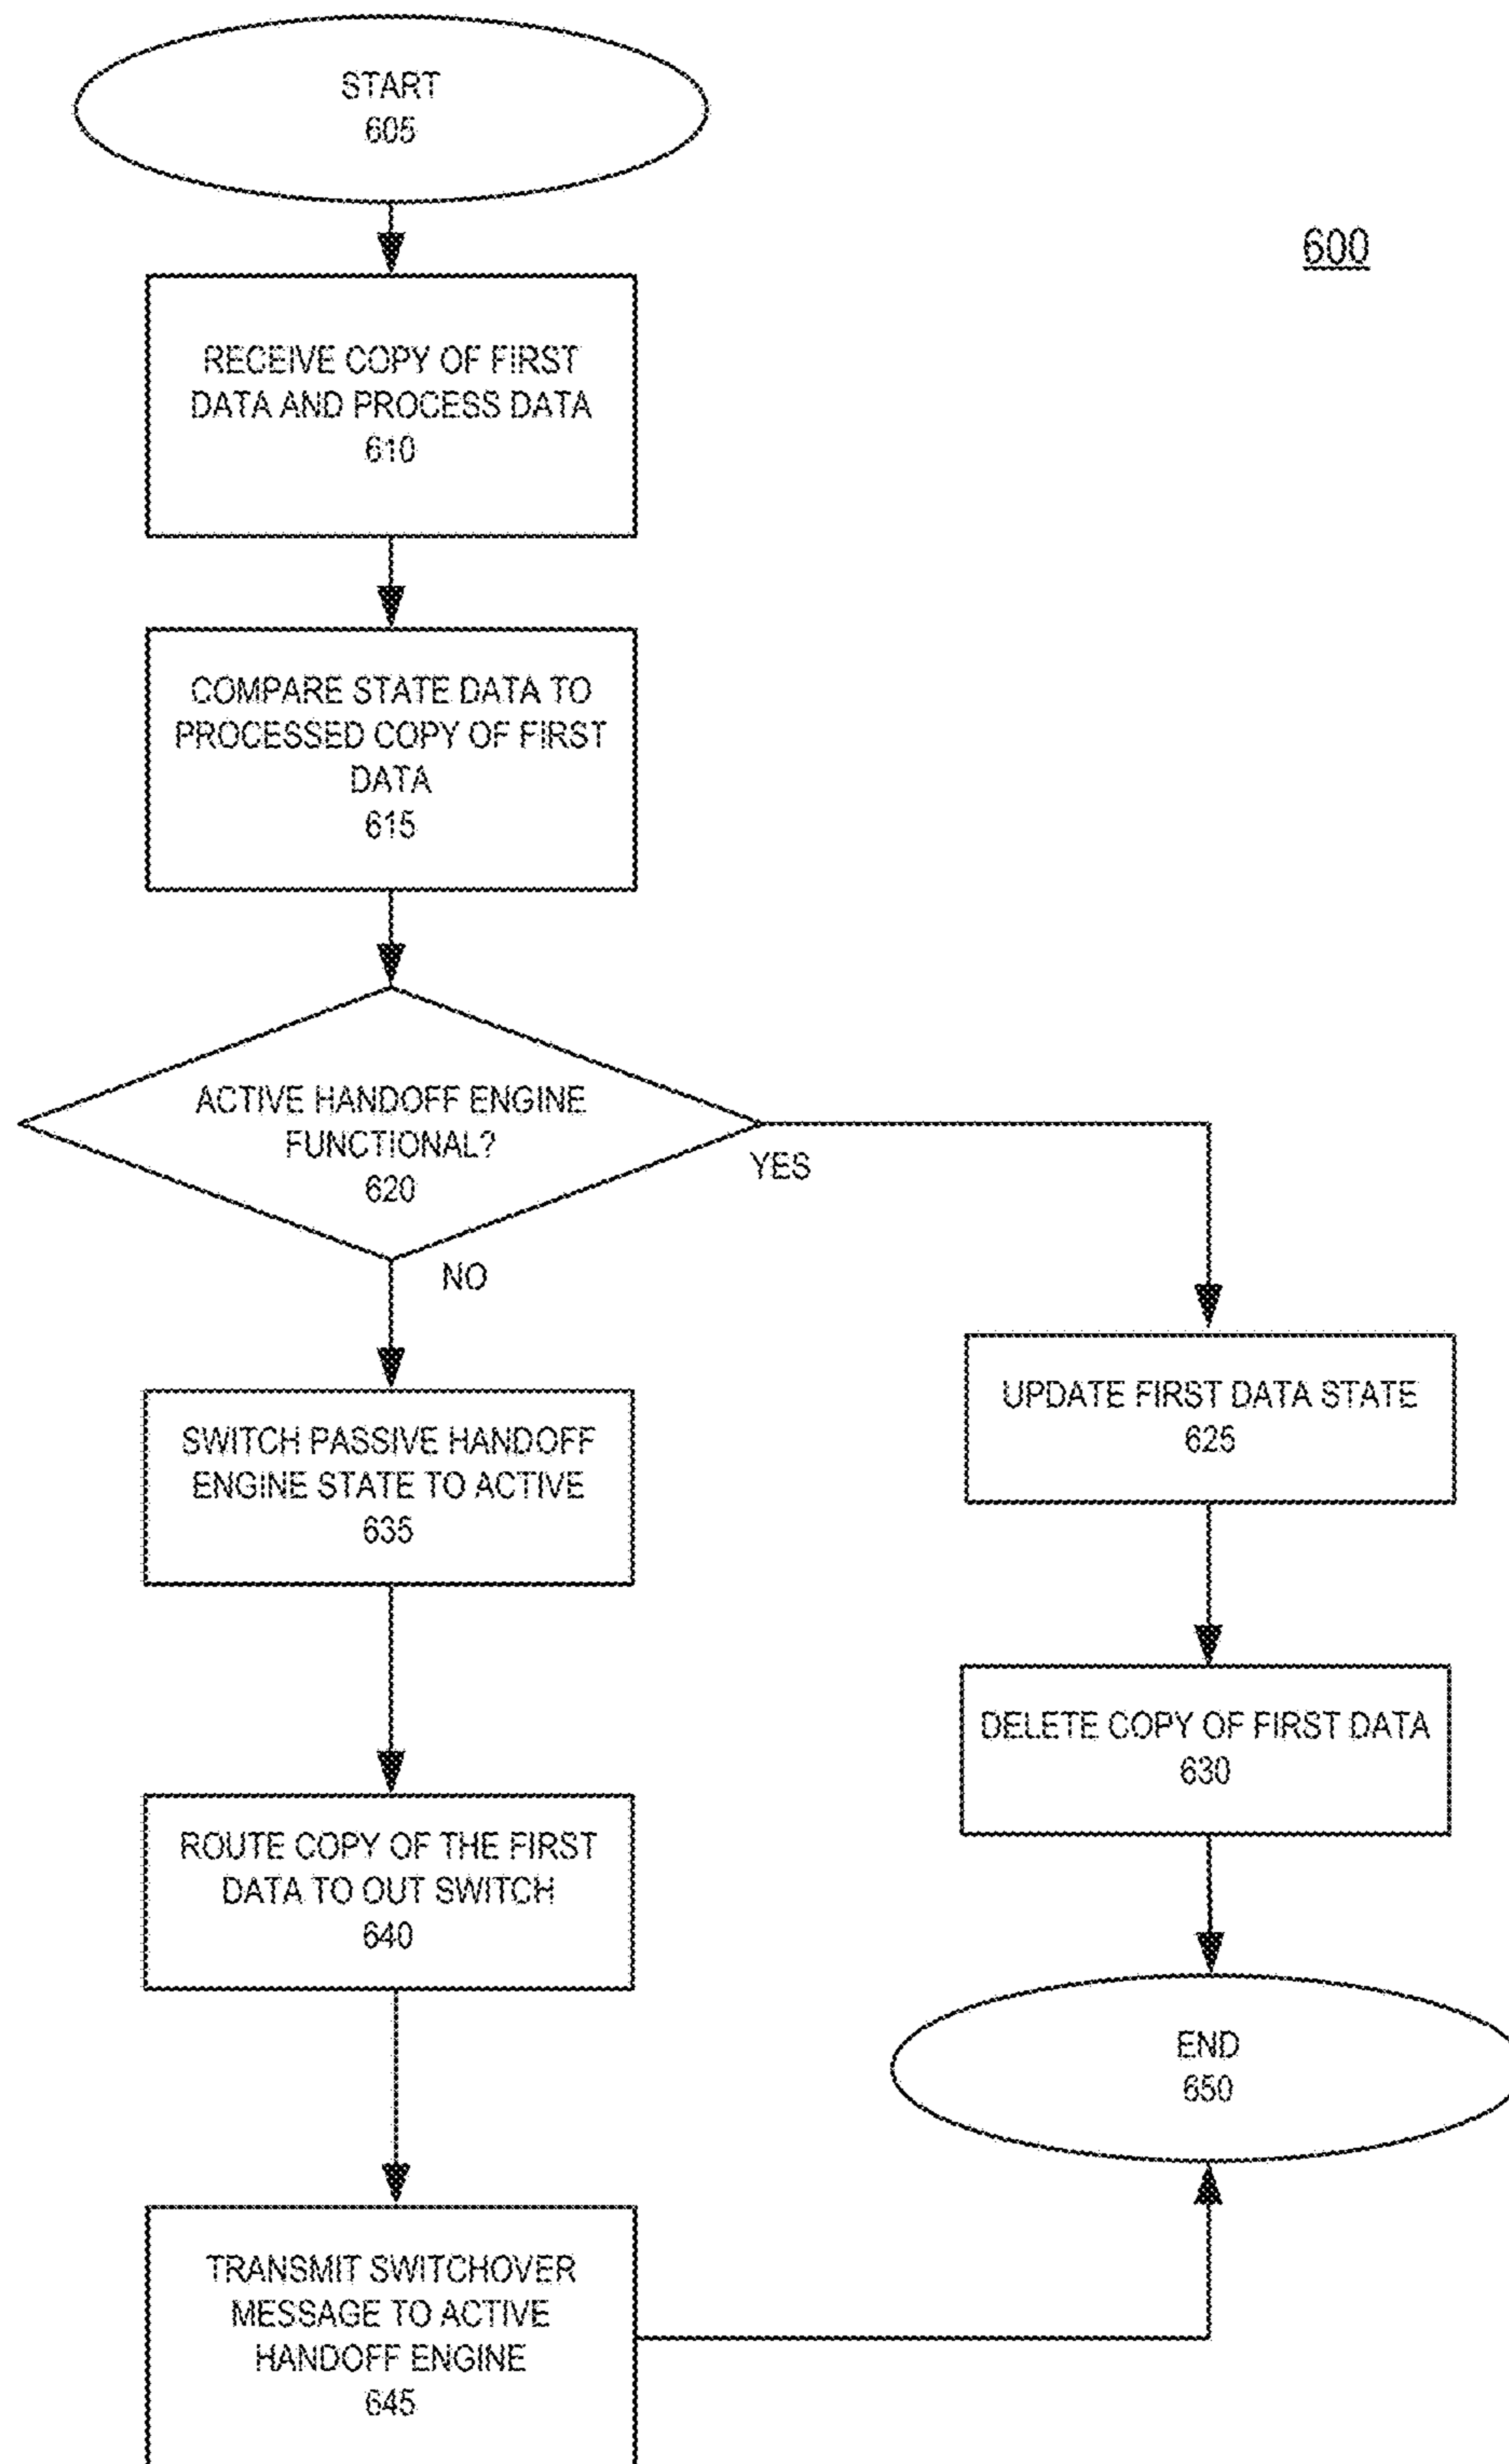 START
605
600
RECEIVE COPY OF FIRST
DATA AND PROCESS DATA
610
COMPARE STATE DATA TO
PROCESSED COPY OF FIRST
DATA
615
ACTIVE HANDOFF ENGINE
FUNCTIONAL?
620
YES
NO
UPDATE FIRST DATA STATE
625
SWITCH PASSIVE HANDOFF
ENGINE STATE TO ACTIVE
635
DELETE COPY OF FIRST DATA
630
ROUTE COPY OF THE FIRST
DATA TO OUT SWITCH
640
END
650
TRANSMIT SWITCHOVER
MESSAGE TO ACTIVE
HANDOFF ENGINE
645